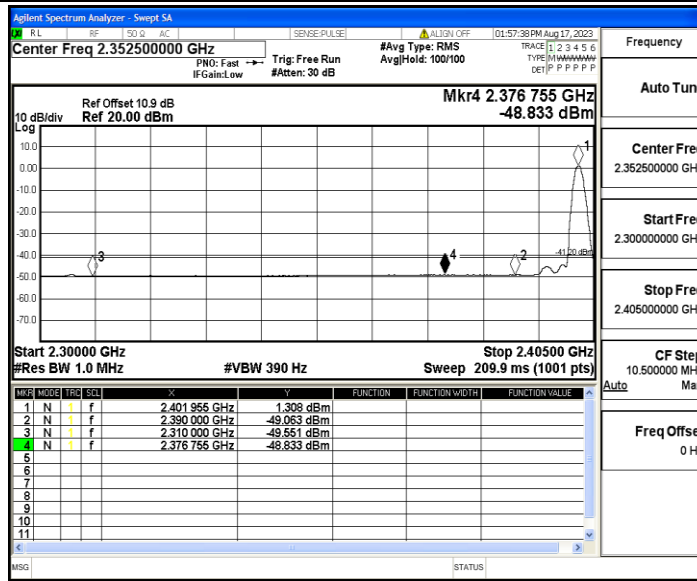 Agilent Spectrum Analyzer - Swept SA
RL RF 50 Ω AC SENSE:PULSE ALIGN OFF 01:57:38 PM Aug 17, 2023
Center Freq 2.352500000 GHz
PNO: Fast
IFGain:Low
Trig: Free Run
#Atten: 30 dB
#Avg Type: RMS
Avg|Hold: 100/100
TRACE 1 2 3 4 5 6
TYPE M WWWWW
DET P P P P P P
Frequency
Auto Tun
Center Fre
2.352500000 GH
Start Fre
2.300000000 GH
Stop Fre
2.405000000 GH
CF Step
10.500000 MH
Auto Ma
Freq Offse
0 H
Mkr4 2.376 755 GHz
-48.833 dBm
Ref Offset 10.9 dB
10 dB/div Ref 20.00 dBm
Log
10.0
0.00
-10.0
-20.0
-30.0
-40.0
-50.0
-60.0
-70.0
1
2
3
4
-41.20 dBm
Start 2.30000 GHz Stop 2.40500 GHz
#Res BW 1.0 MHz #VBW 390 Hz Sweep 209.9 ms (1001 pts)
MKR MODE TRC SCL X Y FUNCTION FUNCTION WIDTH FUNCTION VALUE
1 N 1 f 2.401 955 GHz 1.308 dBm
2 N 1 f 2.390 000 GHz -49.063 dBm
3 N 1 f 2.310 000 GHz -49.551 dBm
4 N 1 f 2.376 755 GHz -48.833 dBm
5
6
7
8
9
10
11
MSG STATUS